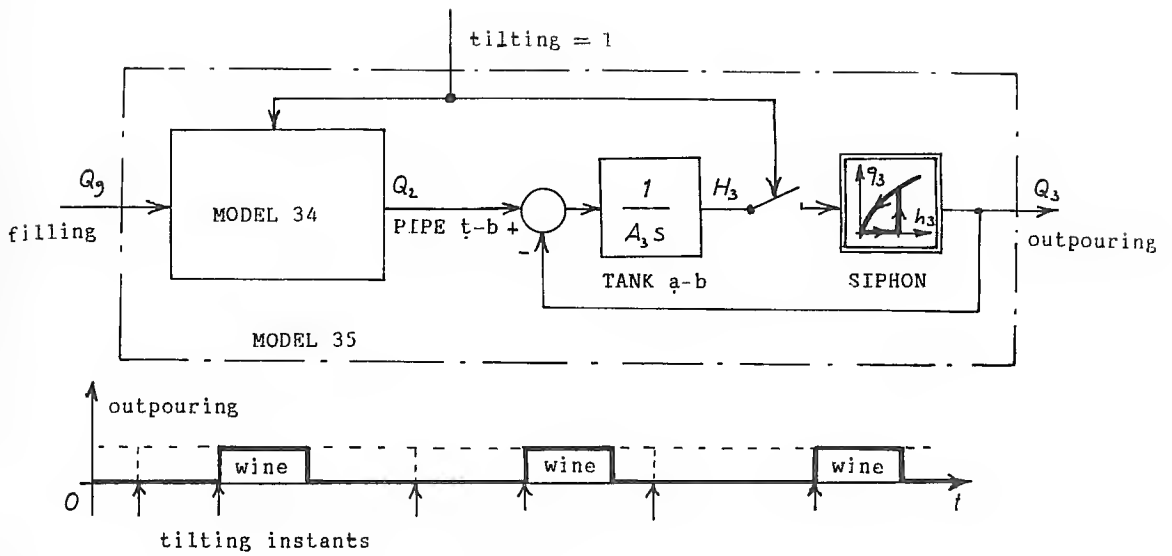 tilting = 1
Q9
filling
MODEL 34
Q2
PIPE ṭ-b
+
-
1
A3 s
TANK ạ-b
H3
q3
h3
SIPHON
Q3
outpouring
MODEL 35
outpouring
wine
wine
wine
0
t
tilting instants